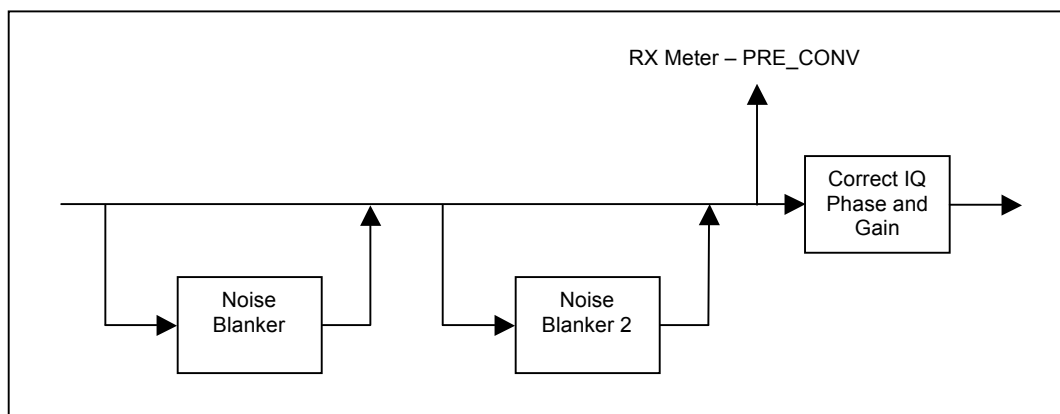 RX Meter – PRE_CONV
Correct IQ
Phase and
Gain
Noise
Blanker
Noise
Blanker 2